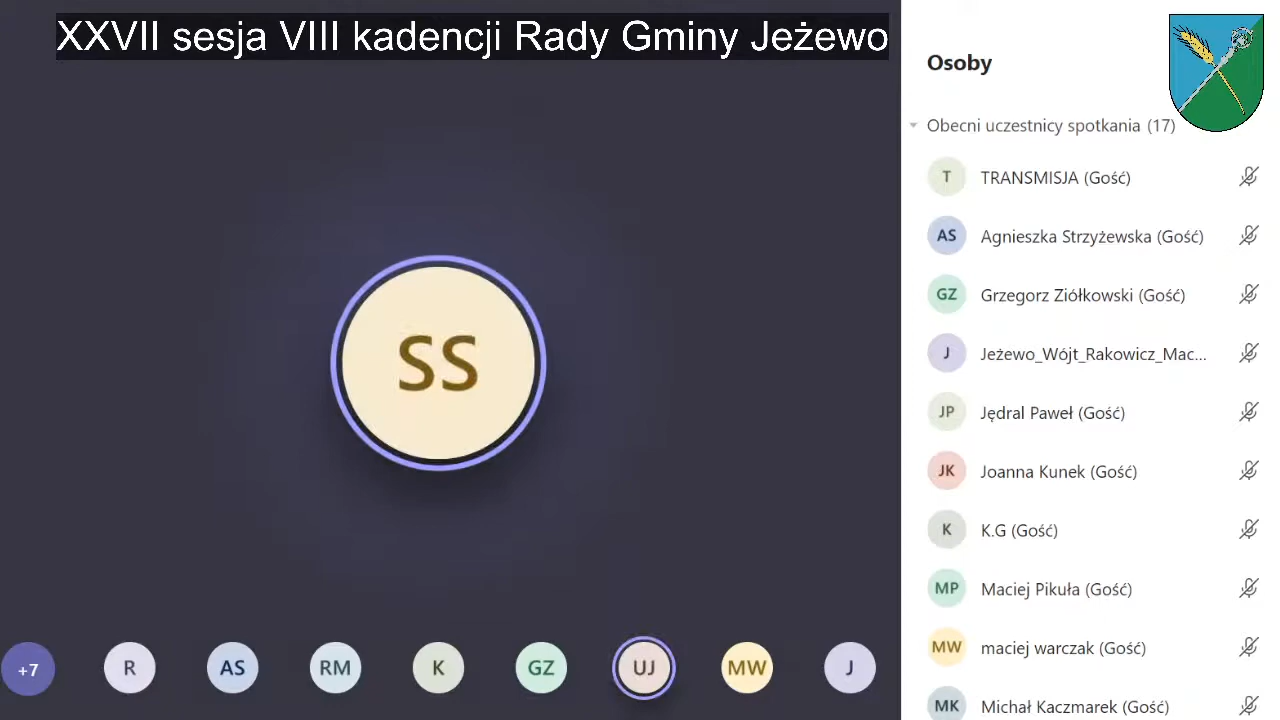 XXVII sesja VIII kadencji Rady Gminy Jeżewo
SS
+7
R
AS
RM
K
GZ
UJ
MW
J
Osoby
Obecni uczestnicy spotkania (17)
T TRANSMISJA (Gość)
AS Agnieszka Strzyżewska (Gość)
GZ Grzegorz Ziółkowski (Gość)
J Jeżewo_Wójt_Rakowicz_Mac...
JP Jędral Paweł (Gość)
JK Joanna Kunek (Gość)
K K.G (Gość)
MP Maciej Pikuła (Gość)
MW maciej warczak (Gość)
MK Michał Kaczmarek (Gość)